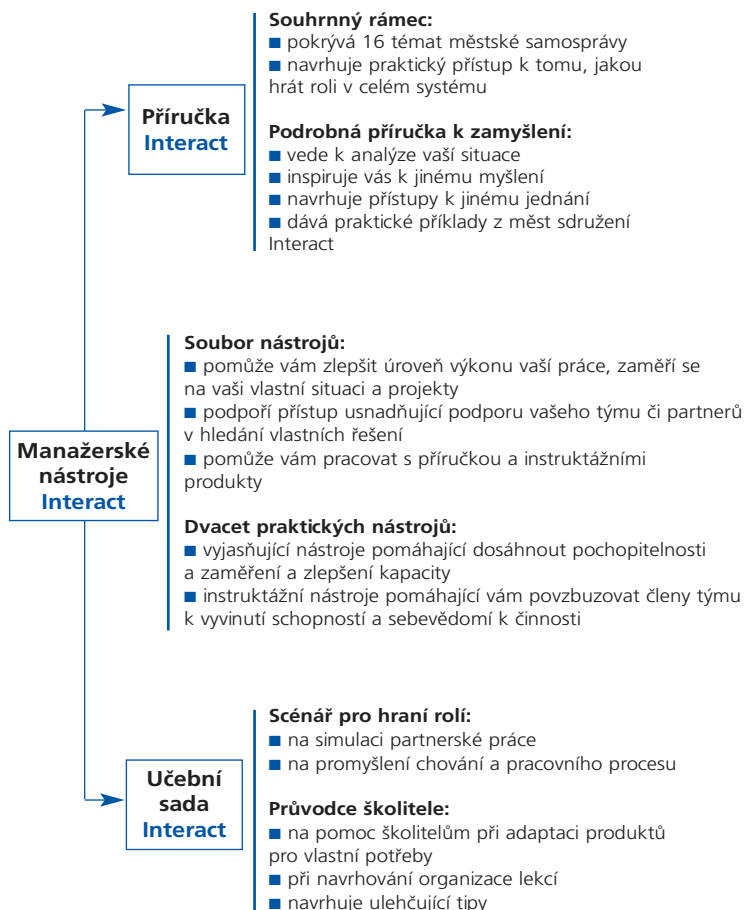 Souhrnný rámec:
■ pokrývá 16 témat městské samosprávy
■ navrhuje praktický přístup k tomu, jakou
hrát roli v celém systému
Příručka
Interact
Podrobná příručka k zamyšlení:
■ vede k analýze vaší situace
■ inspiruje vás k jinému myšlení
■ navrhuje přístupy k jinému jednání
■ dává praktické příklady z měst sdružení
Interact
Soubor nástrojů:
■ pomůže vám zlepšit úroveň výkonu vaší práce, zaměří se
na vaši vlastní situaci a projekty
■ podpoří přístup usnadňující podporu vašeho týmu či partnerů
v hledání vlastních řešení
■ pomůže vám pracovat s příručkou a instruktážními
produkty
Manažerské
nástroje
Interact
Dvacet praktických nástrojů:
■ vyjasňující nástroje pomáhající dosáhnout pochopitelnosti
a zaměření a zlepšení kapacity
■ instruktážní nástroje pomáhající vám povzbuzovat členy týmu
k vyvinutí schopností a sebevědomí k činnosti
Scénář pro hraní rolí:
■ na simulaci partnerské práce
■ na promyšlení chování a pracovního procesu
Učební
sada
Interact
Průvodce školitele:
■ na pomoc školitelům při adaptaci produktů
pro vlastní potřeby
■ při navrhování organizace lekcí
■ navrhuje ulehčující tipy